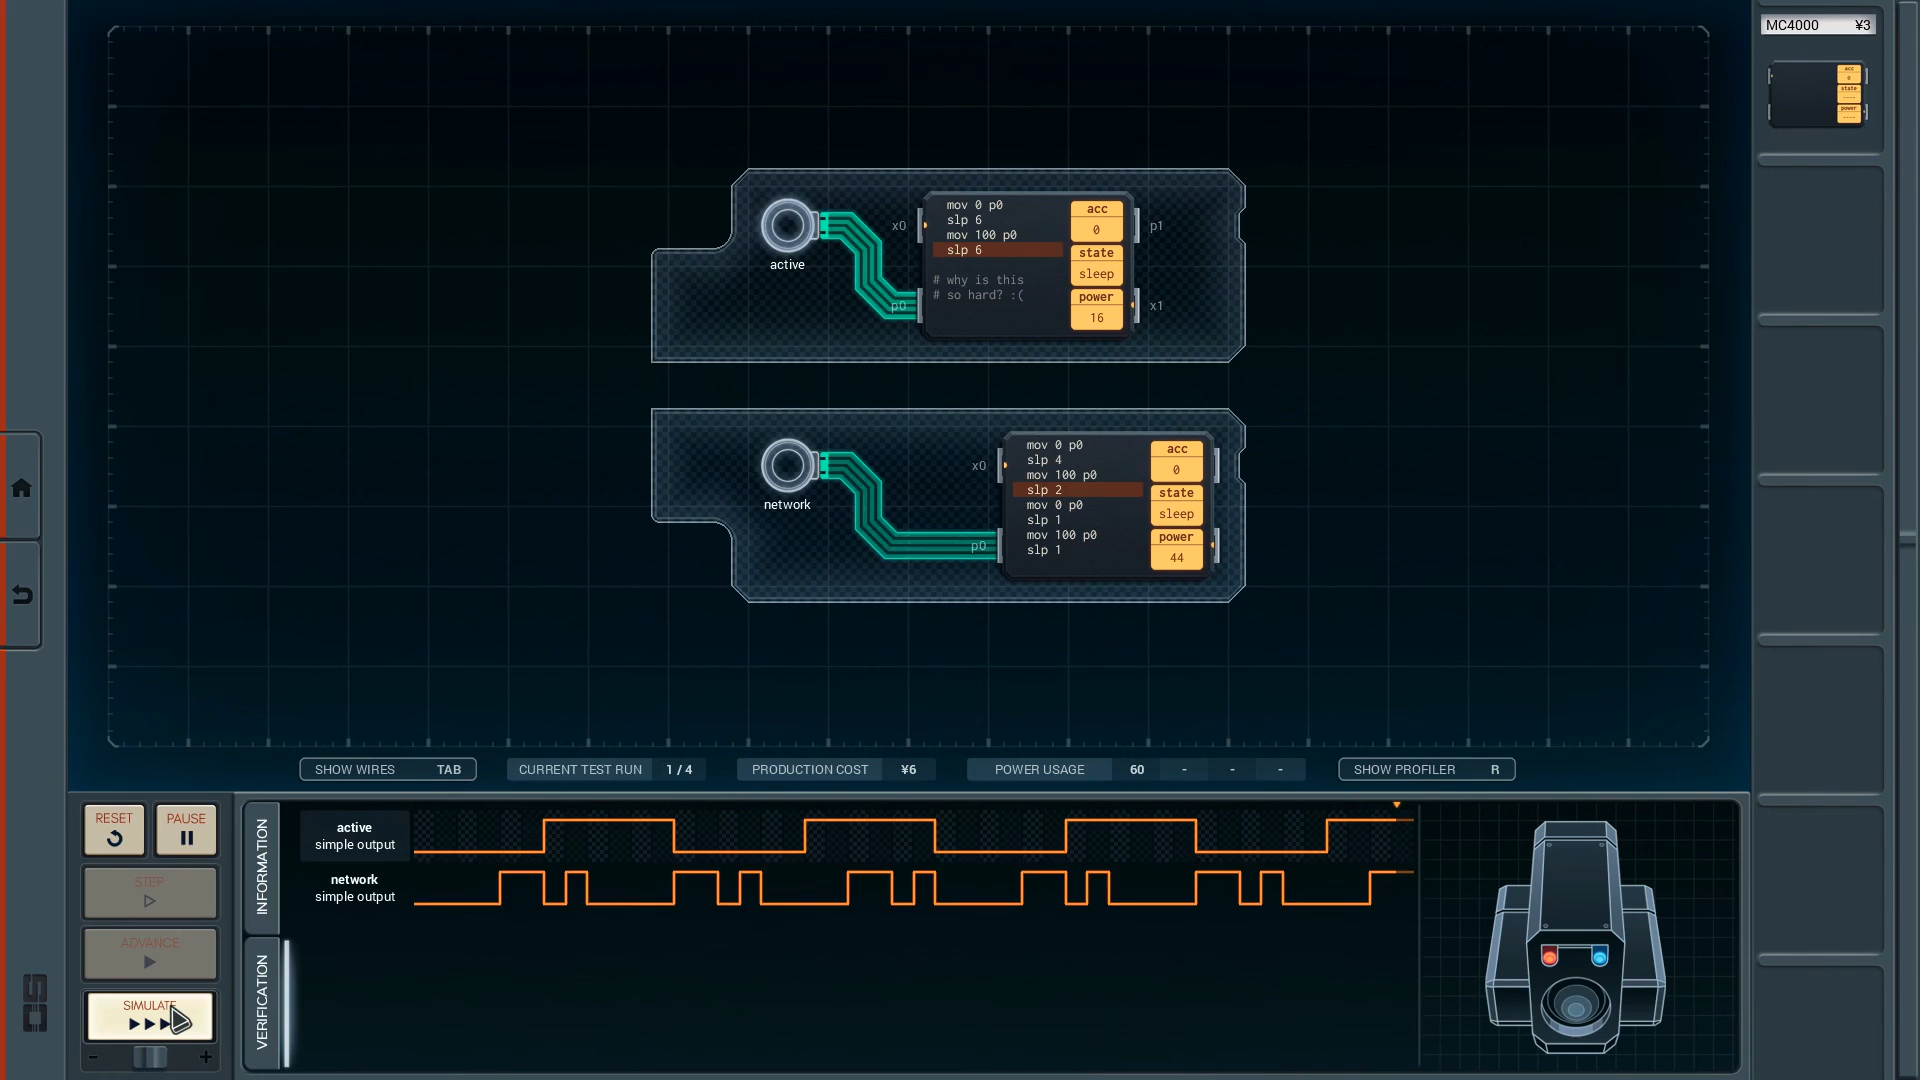 MC4000 ¥3
acc
0
state
power
active
x0
p0
mov 0 p0
slp 6
mov 100 p0
slp 6
# why is this
# so hard? :(
acc
0
state
sleep
power
16
p1
x1
network
x0
p0
mov 0 p0
slp 4
mov 100 p0
slp 2
mov 0 p0
slp 1
mov 100 p0
slp 1
acc
0
state
sleep
power
44
SHOW WIRES TAB
CURRENT TEST RUN 1 / 4
PRODUCTION COST ¥6
POWER USAGE 60 - - -
SHOW PROFILER R
RESET
PAUSE
STEP
ADVANCE
SIMULATE
- +
INFORMATION
VERIFICATION
active
simple output
network
simple output